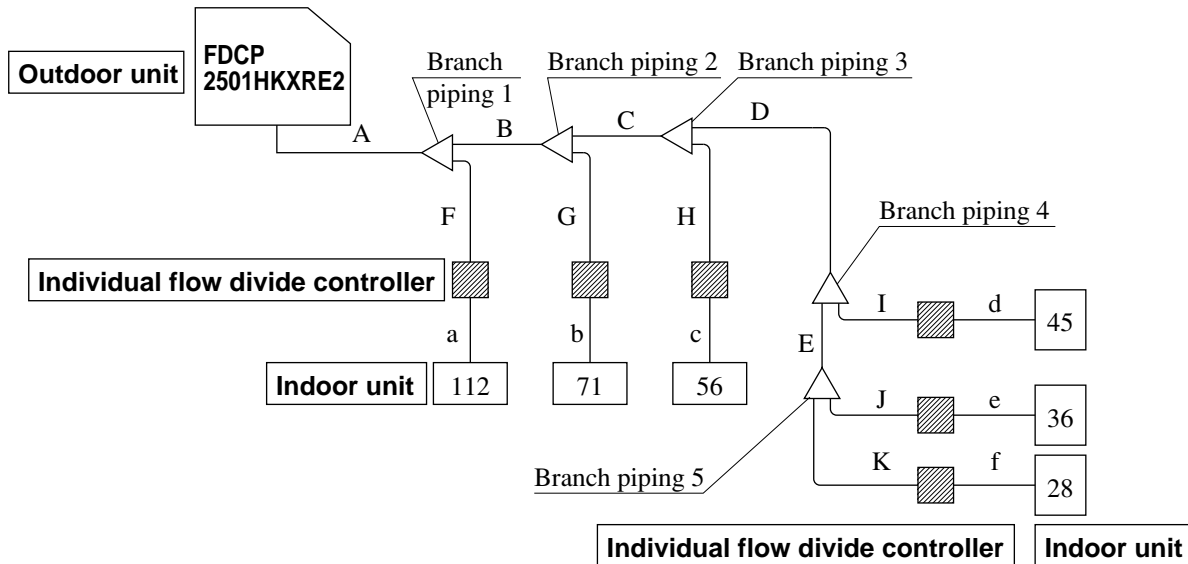 FDCP
2501HKXRE2
Outdoor unit
Branch
piping 1
Branch piping 2
Branch piping 3
A
B
C
D
F
G
H
Branch piping 4
Individual flow divide controller
I
d
45
a
b
c
E
Indoor unit
112
71
56
J
e
36
K
f
28
Branch piping 5
Individual flow divide controller
Indoor unit